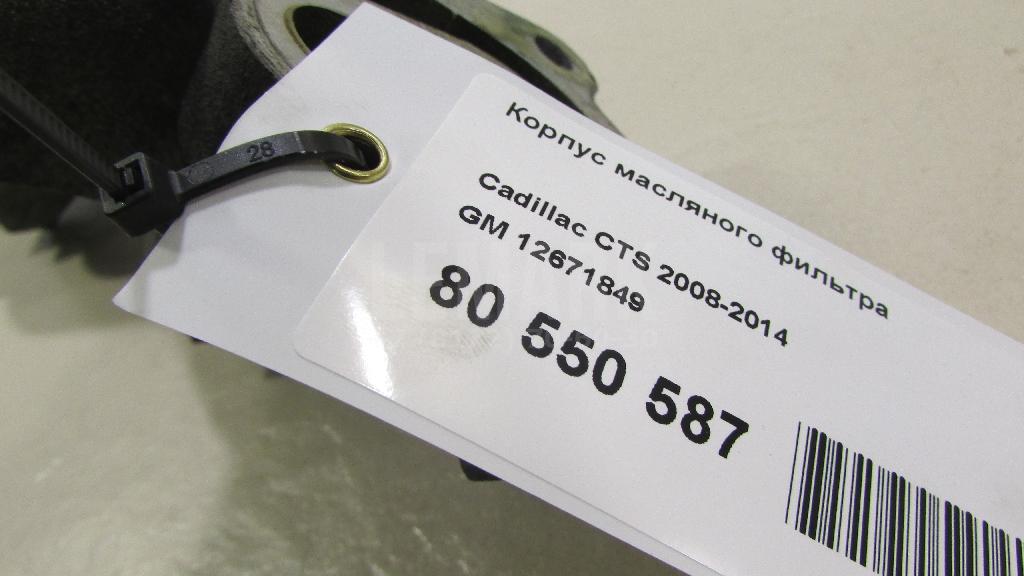 Корпус масляного фильтра
Cadillac CTS 2008-2014
GM 12671849
80 550 587
28